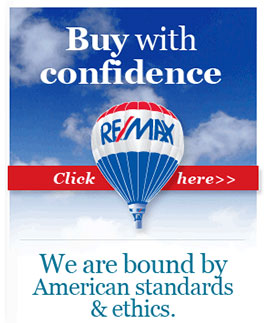 Buy with
confidence
RE/MAX
Click here>>
We are bound by
American standards
& ethics.